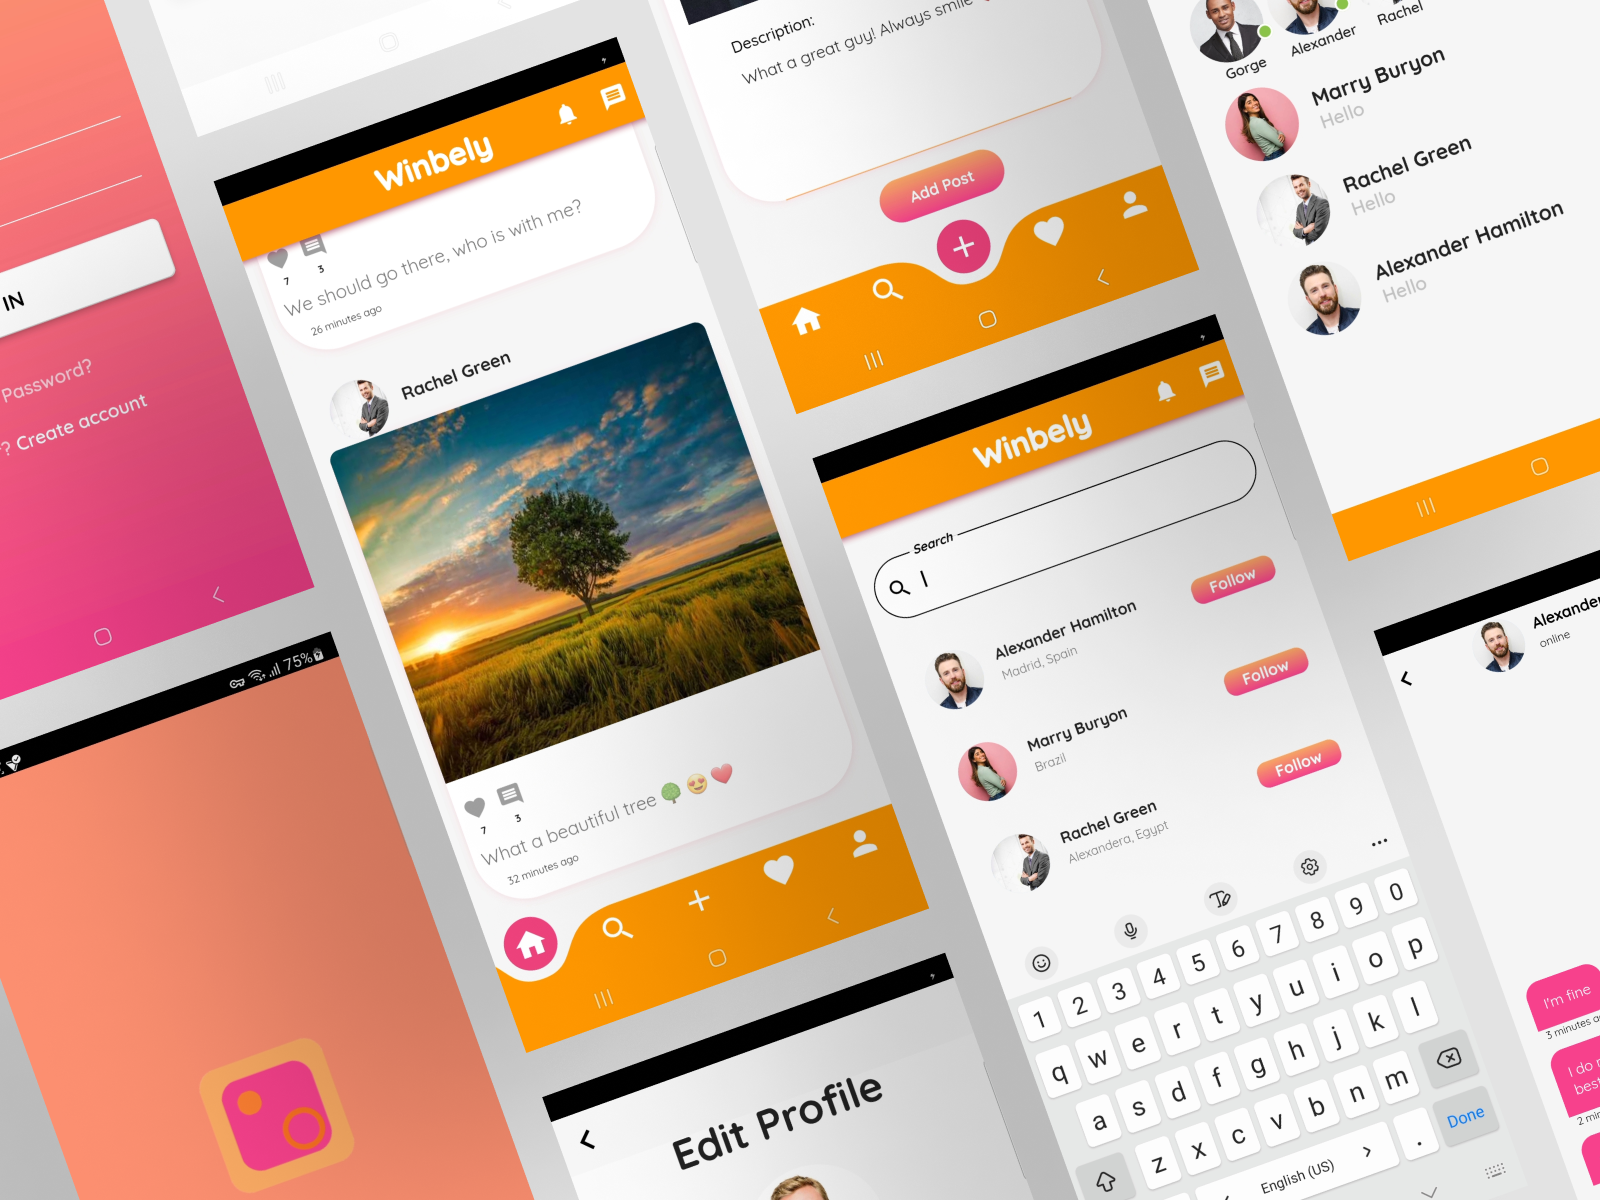 IN
Password?
? Create account
75%
Winbely
7
3
We should go there, who is with me?
26 minutes ago
Rachel Green
7
3
What a beautiful tree 🌳😍❤️
32 minutes ago
Edit Profile
Description:
What a great guy! Always smile
Add Post
Winbely
Search
Follow
Alexander Hamilton
Madrid, Spain
Follow
Marry Buryon
Brazil
Follow
Rachel Green
Alexandera, Egypt
1 2 3 4 5 6 7 8 9 0
q w e r t y u i o p
a s d f g h j k l
z x c v b n m
English (US)
.
Done
Gorge
Alexander
Rachel
Marry Buryon
Hello
Rachel Green
Hello
Alexander Hamilton
Hello
Alexander
online
I'm fine
3 minutes
I do
best
2